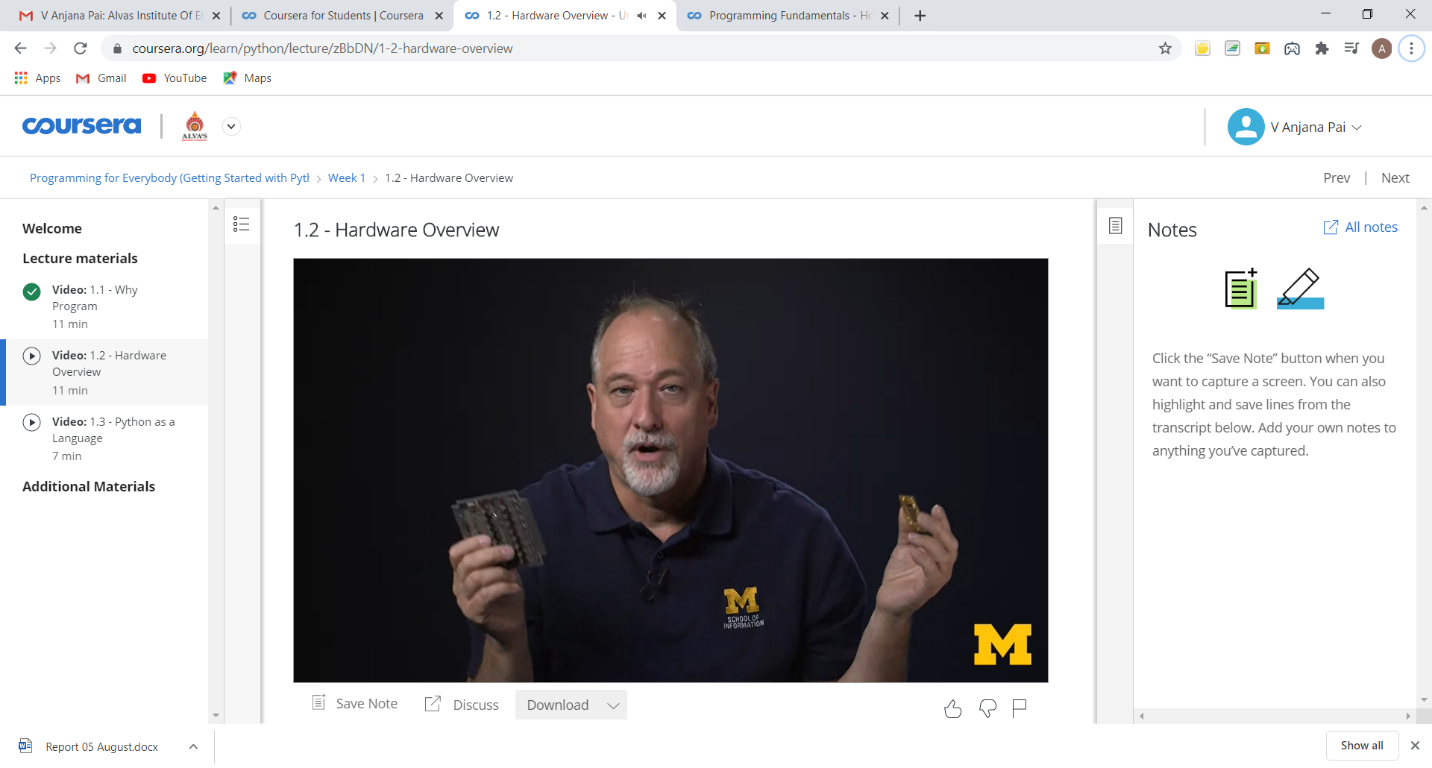 V Anjana Pai: Alvas Institute Of E
Coursera for Students | Coursera
1.2 - Hardware Overview - U
Programming Fundamentals - Ho
coursera.org/learn/python/lecture/zBbDN/1-2-hardware-overview
A
Apps
Gmail
YouTube
Maps
coursera
ALVA'S
V Anjana Pai
Programming for Everybody (Getting Started with Pyth
Week 1
1.2 - Hardware Overview
Prev | Next
Welcome
Lecture materials
Video: 1.1 - Why
Program
11 min
Video: 1.2 - Hardware
Overview
11 min
Video: 1.3 - Python as a
Language
7 min
Additional Materials
1.2 - Hardware Overview
M
SCHOOL OF
INFORMATION
M
Save Note
Discuss
Download
Notes
All notes
Click the “Save Note” button when you
want to capture a screen. You can also
highlight and save lines from the
transcript below. Add your own notes to
anything you’ve captured.
Report 05 August.docx
Show all